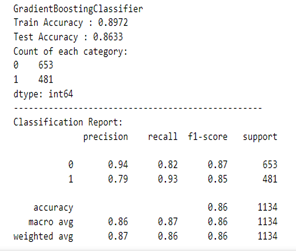 GradientBoostingClassifier
Train Accuracy : 0.8972
Test Accuracy : 0.8633
Count of each category:
0    653
1    481
dtype: int64
--------------------------------------------------
Classification Report:
              precision    recall  f1-score   support

           0       0.94      0.82      0.87       653
           1       0.79      0.93      0.85       481

    accuracy                           0.86      1134
   macro avg       0.86      0.87      0.86      1134
weighted avg       0.87      0.86      0.86      1134